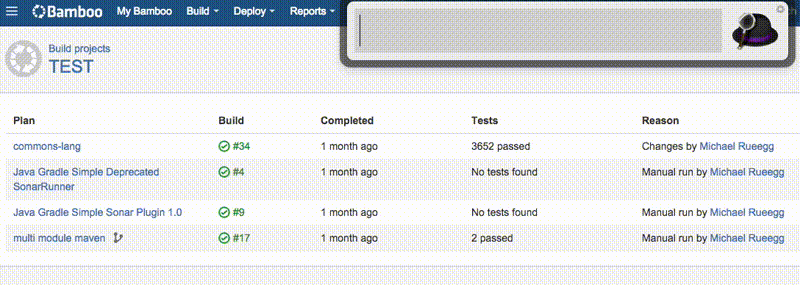 Bamboo My Bamboo Build Deploy Reports
Build projects
TEST
Plan Build Completed Tests Reason
commons-lang #34 1 month ago 3652 passed Changes by Michael Rueegg
Java Gradle Simple Deprecated SonarRunner #4 1 month ago No tests found Manual run by Michael Rueegg
Java Gradle Simple Sonar Plugin 1.0 #9 1 month ago No tests found Manual run by Michael Rueegg
multi module maven #17 1 month ago 2 passed Manual run by Michael Rueegg